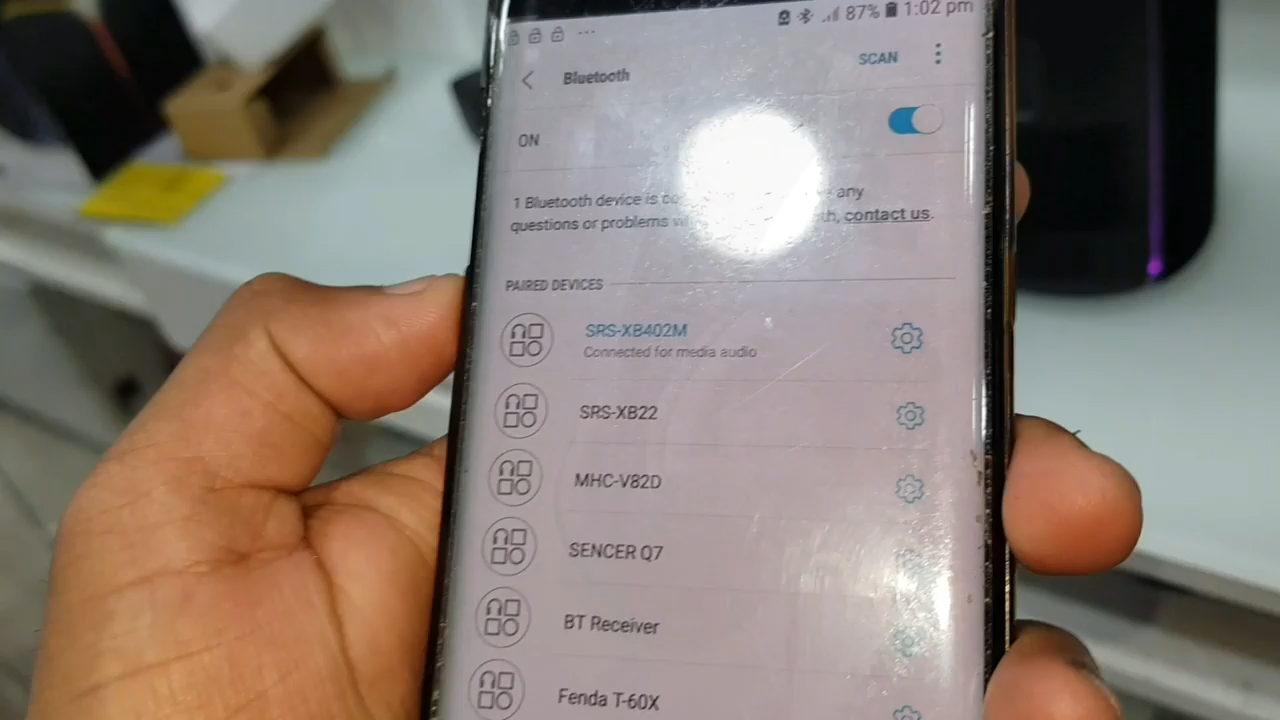 87% 1:02 pm
Bluetooth
SCAN
ON
1 Bluetooth device is any
questions or problems contact us.
PAIRED DEVICES
SRS-XB402M
Connected for media audio
SRS-XB22
MHC-V82D
SENCER Q7
BT Receiver
Fenda T-60X